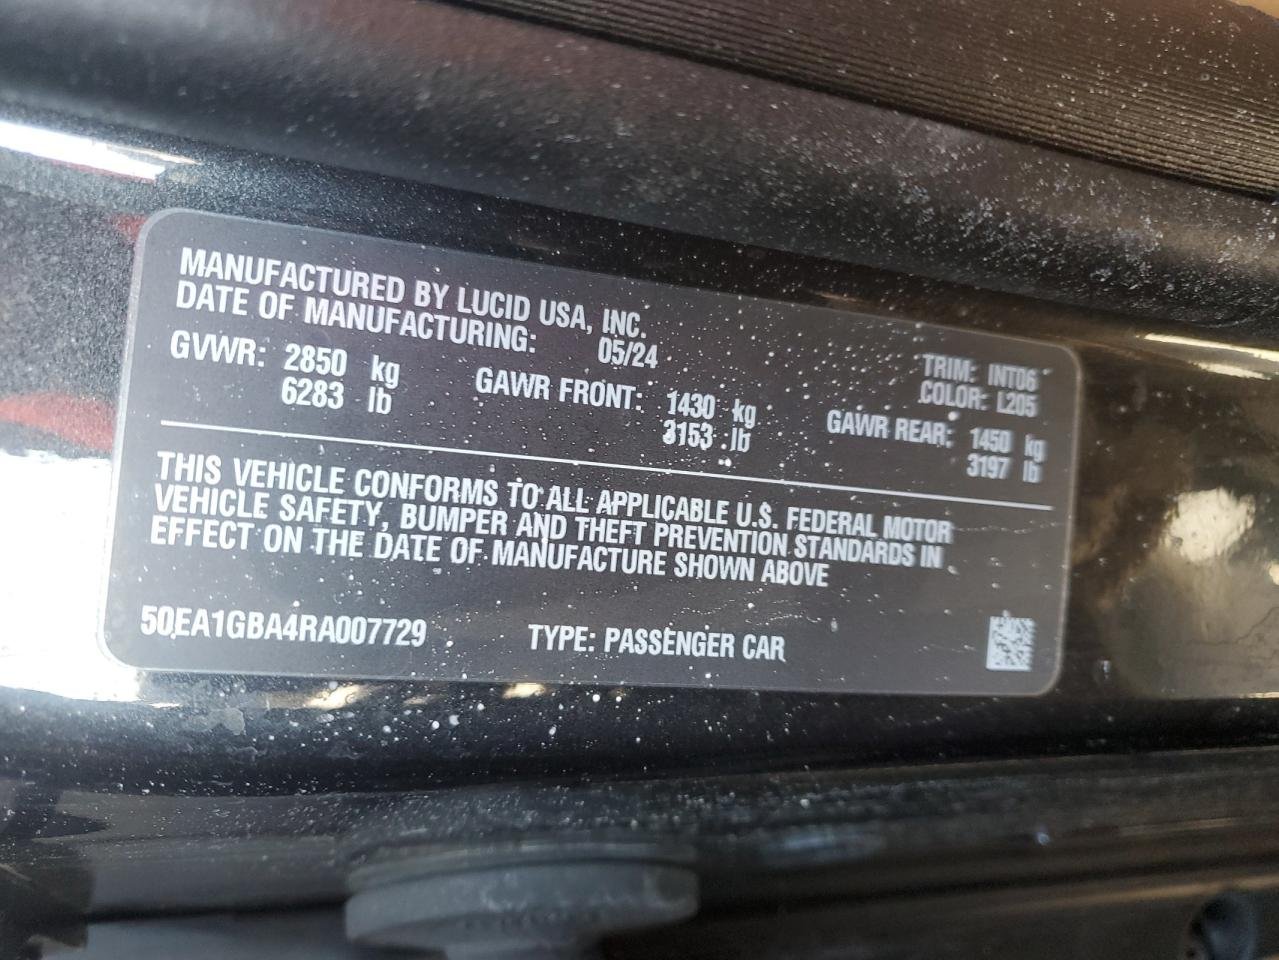 MANUFACTURED BY LUCID USA, INC.
DATE OF MANUFACTURING: 05/24
TRIM: INT06
COLOR: L205
GVWR: 2850 kg
6283 lb
GAWR FRONT: 1430 kg
3153 lb
GAWR REAR: 1450 kg
3197 lb
THIS VEHICLE CONFORMS TO ALL APPLICABLE U.S. FEDERAL MOTOR
VEHICLE SAFETY, BUMPER AND THEFT PREVENTION STANDARDS IN
EFFECT ON THE DATE OF MANUFACTURE SHOWN ABOVE
50EA1GBA4RA007729
TYPE: PASSENGER CAR